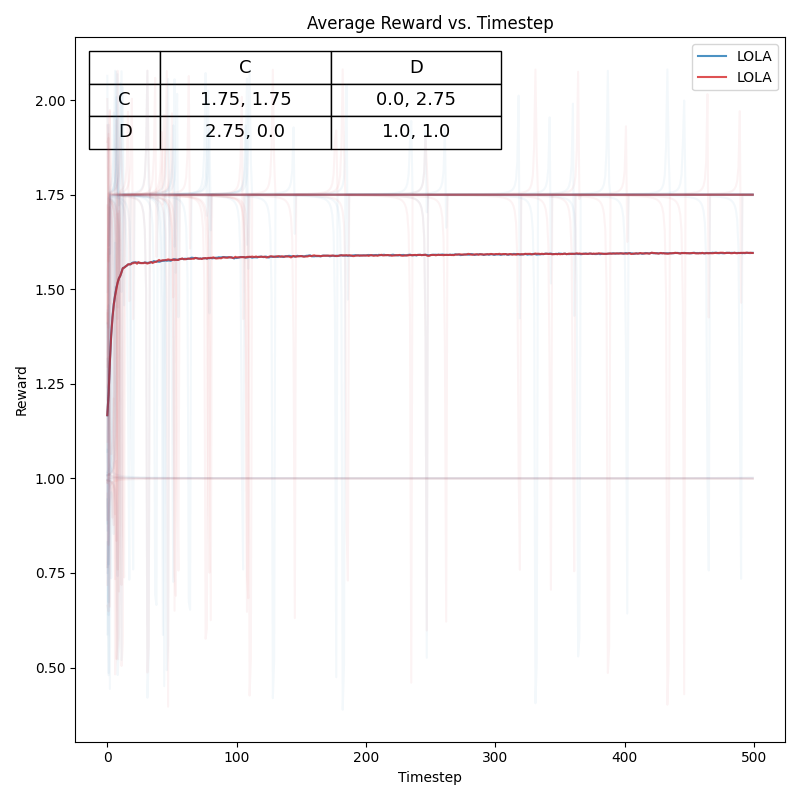 Average Reward vs. Timestep
C D
C 1.75, 1.75 0.0, 2.75
D 2.75, 0.0 1.0, 1.0
LOLA
LOLA
2.00
1.75
1.50
1.25
1.00
0.75
0.50
Reward
0 100 200 300 400 500
Timestep